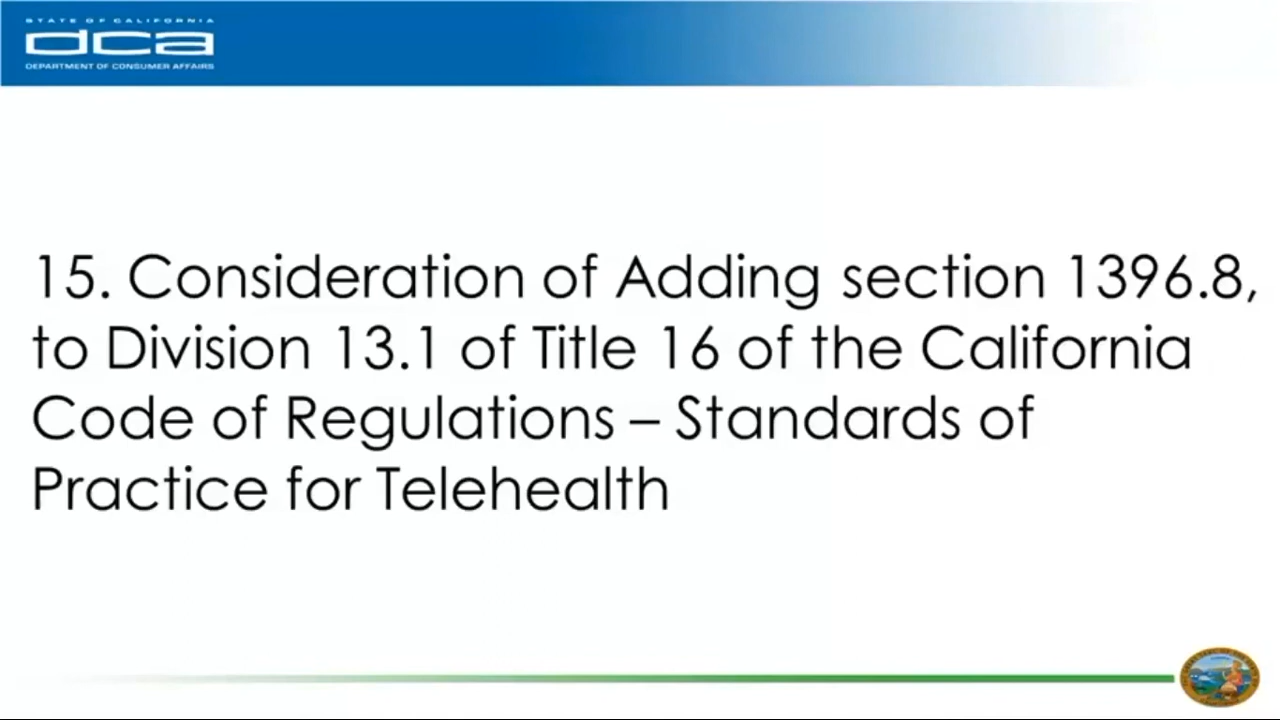 STATE OF CALIFORNIA
dca
DEPARTMENT OF CONSUMER AFFAIRS
15. Consideration of Adding section 1396.8,
to Division 13.1 of Title 16 of the California
Code of Regulations – Standards of
Practice for Telehealth